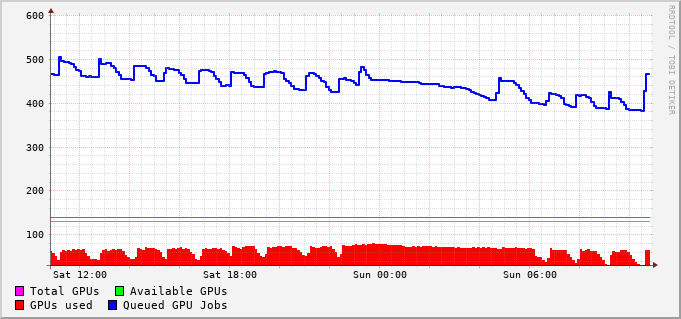 600
500
400
300
200
100
Sat 12:00 Sat 18:00 Sun 00:00 Sun 06:00
Total GPUs Available GPUs
GPUs used Queued GPU Jobs
RRDTOOL / TOBI OETIKER